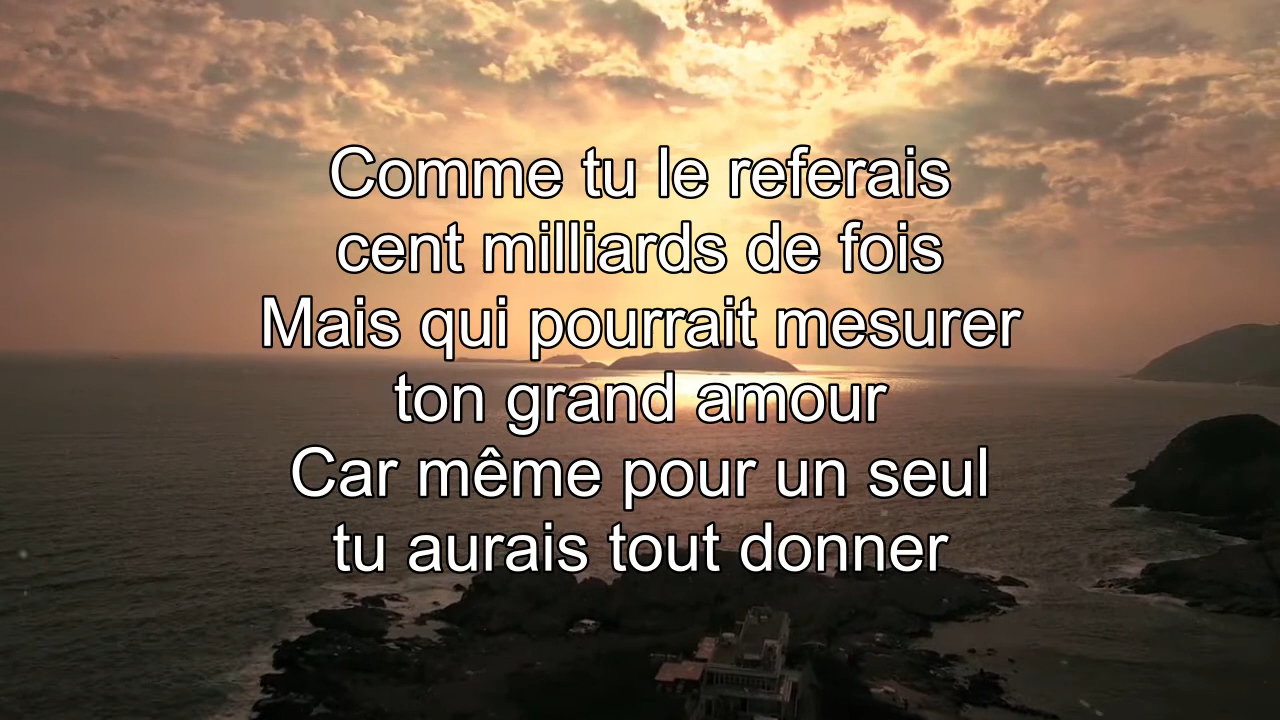 Comme tu le referais
cent milliards de fois
Mais qui pourrait mesurer
ton grand amour
Car même pour un seul
tu aurais tout donner